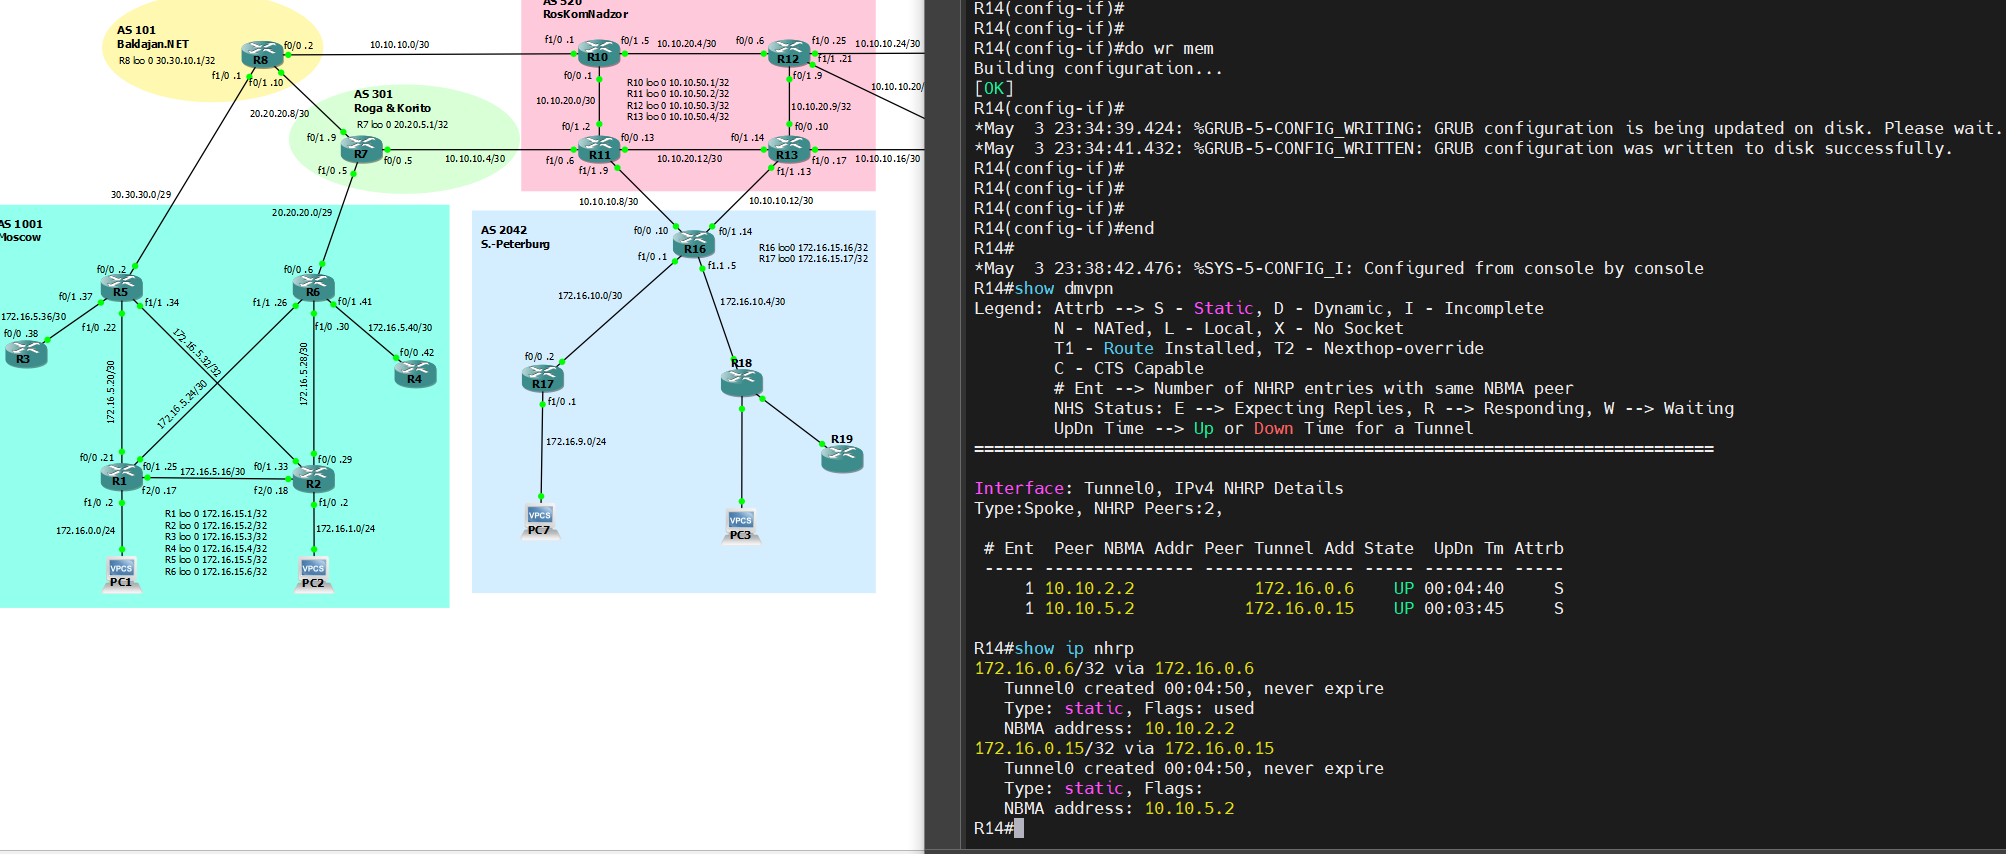 AS 520
RosKomNadzor
AS 101
Baklajan.NET
R8 loo 0 30.30.10.1/32
R8
f0/0 .2
f1/0 .1
f0/1 .10
10.10.10.0/30
f1/0 .1
R10
f1/0 .5
f0/0 .1
10.10.20.4/30
f0/0 .6
R12
f1/0 .25
f1/1 .21
f0/1 .9
10.10.10.24/30
10.10.10.20/
R10 loo 0 10.10.50.1/32
R11 loo 0 10.10.50.2/32
R12 loo 0 10.10.50.3/32
R13 loo 0 10.10.50.4/32
10.10.20.0/30
10.10.20.9/32
20.20.20.8/30
AS 301
Roga & Korito
R7 loo 0 20.20.5.1/32
f0/1 .9
R7
f0/0 .5
f1/0 .5
10.10.10.4/30
f1/0 .6
f1/1 .2
R11
f0/0 .13
f1/1 .9
10.10.20.12/30
f0/1 .14
f0/0 .10
R13
f0/1 .17
f1/1 .13
10.10.10.16/30
30.30.30.0/29
20.20.20.0/29
10.10.10.8/30
10.10.10.12/30
AS 1001
Moscow
AS 2042
S.-Peterburg
f0/0 .10
f0/1 .14
R16
f1/0 .1
f1.1 .5
R16 loo0 172.16.15.16/32
R17 loo0 172.16.15.17/32
f0/0 .2
R5
f0/1 .37
f1/1 .34
f1/0 .22
f0/0 .6
R6
f1/1 .26
f0/1 .41
f1/0 .30
172.16.5.36/30
f0/0 .38
R3
172.16.5.40/30
f0/0 .42
R4
172.16.5.32/32
172.16.5.24/30
172.16.5.20/30
172.16.5.28/30
172.16.10.0/30
172.16.10.4/30
f0/0 .2
R17
f1/0 .1
R18
R19
172.16.9.0/24
f0/0 .21
f0/1 .25
R1
f2/0 .17
f1/0 .2
172.16.5.16/30
f0/1 .33
f0/0 .29
R2
f2/0 .18
f1/0 .2
172.16.0.0/24
172.16.1.0/24
R1 loo 0 172.16.15.1/32
R2 loo 0 172.16.15.2/32
R3 loo 0 172.16.15.3/32
R4 loo 0 172.16.15.4/32
R5 loo 0 172.16.15.5/32
R6 loo 0 172.16.15.6/32
VPCS
PC1
VPCS
PC2
VPCS
PC7
VPCS
PC3
R14(config-if)#
R14(config-if)#
R14(config-if)#do wr mem
Building configuration...
[OK]
R14(config-if)#
*May  3 23:34:39.424: %GRUB-5-CONFIG_WRITING: GRUB configuration is being updated on disk. Please wait.
*May  3 23:34:41.432: %GRUB-5-CONFIG_WRITTEN: GRUB configuration was written to disk successfully.
R14(config-if)#
R14(config-if)#
R14(config-if)#
R14(config-if)#end
R14#
*May  3 23:38:42.476: %SYS-5-CONFIG_I: Configured from console by console
R14#show dmvpn
Legend: Attrb --> S - Static, D - Dynamic, I - Incomplete
N - NATed, L - Local, X - No Socket
T1 - Route Installed, T2 - Nexthop-override
C - CTS Capable
# Ent --> Number of NHRP entries with same NBMA peer
NHS Status: E --> Expecting Replies, R --> Responding, W --> Waiting
UpDn Time --> Up or Down Time for a Tunnel
==========================================================================
Interface: Tunnel0, IPv4 NHRP Details
Type:Spoke, NHRP Peers:2,
# Ent  Peer NBMA Addr Peer Tunnel Add State  UpDn Tm Attrb
----- --------------- --------------- ----- -------- -----
1 10.10.2.2 172.16.0.6 UP 00:04:40 S
1 10.10.5.2 172.16.0.15 UP 00:03:45 S
R14#show ip nhrp
172.16.0.6/32 via 172.16.0.6
Tunnel0 created 00:04:50, never expire
Type: static, Flags: used
NBMA address: 10.10.2.2
172.16.0.15/32 via 172.16.0.15
Tunnel0 created 00:04:50, never expire
Type: static, Flags:
NBMA address: 10.10.5.2
R14#